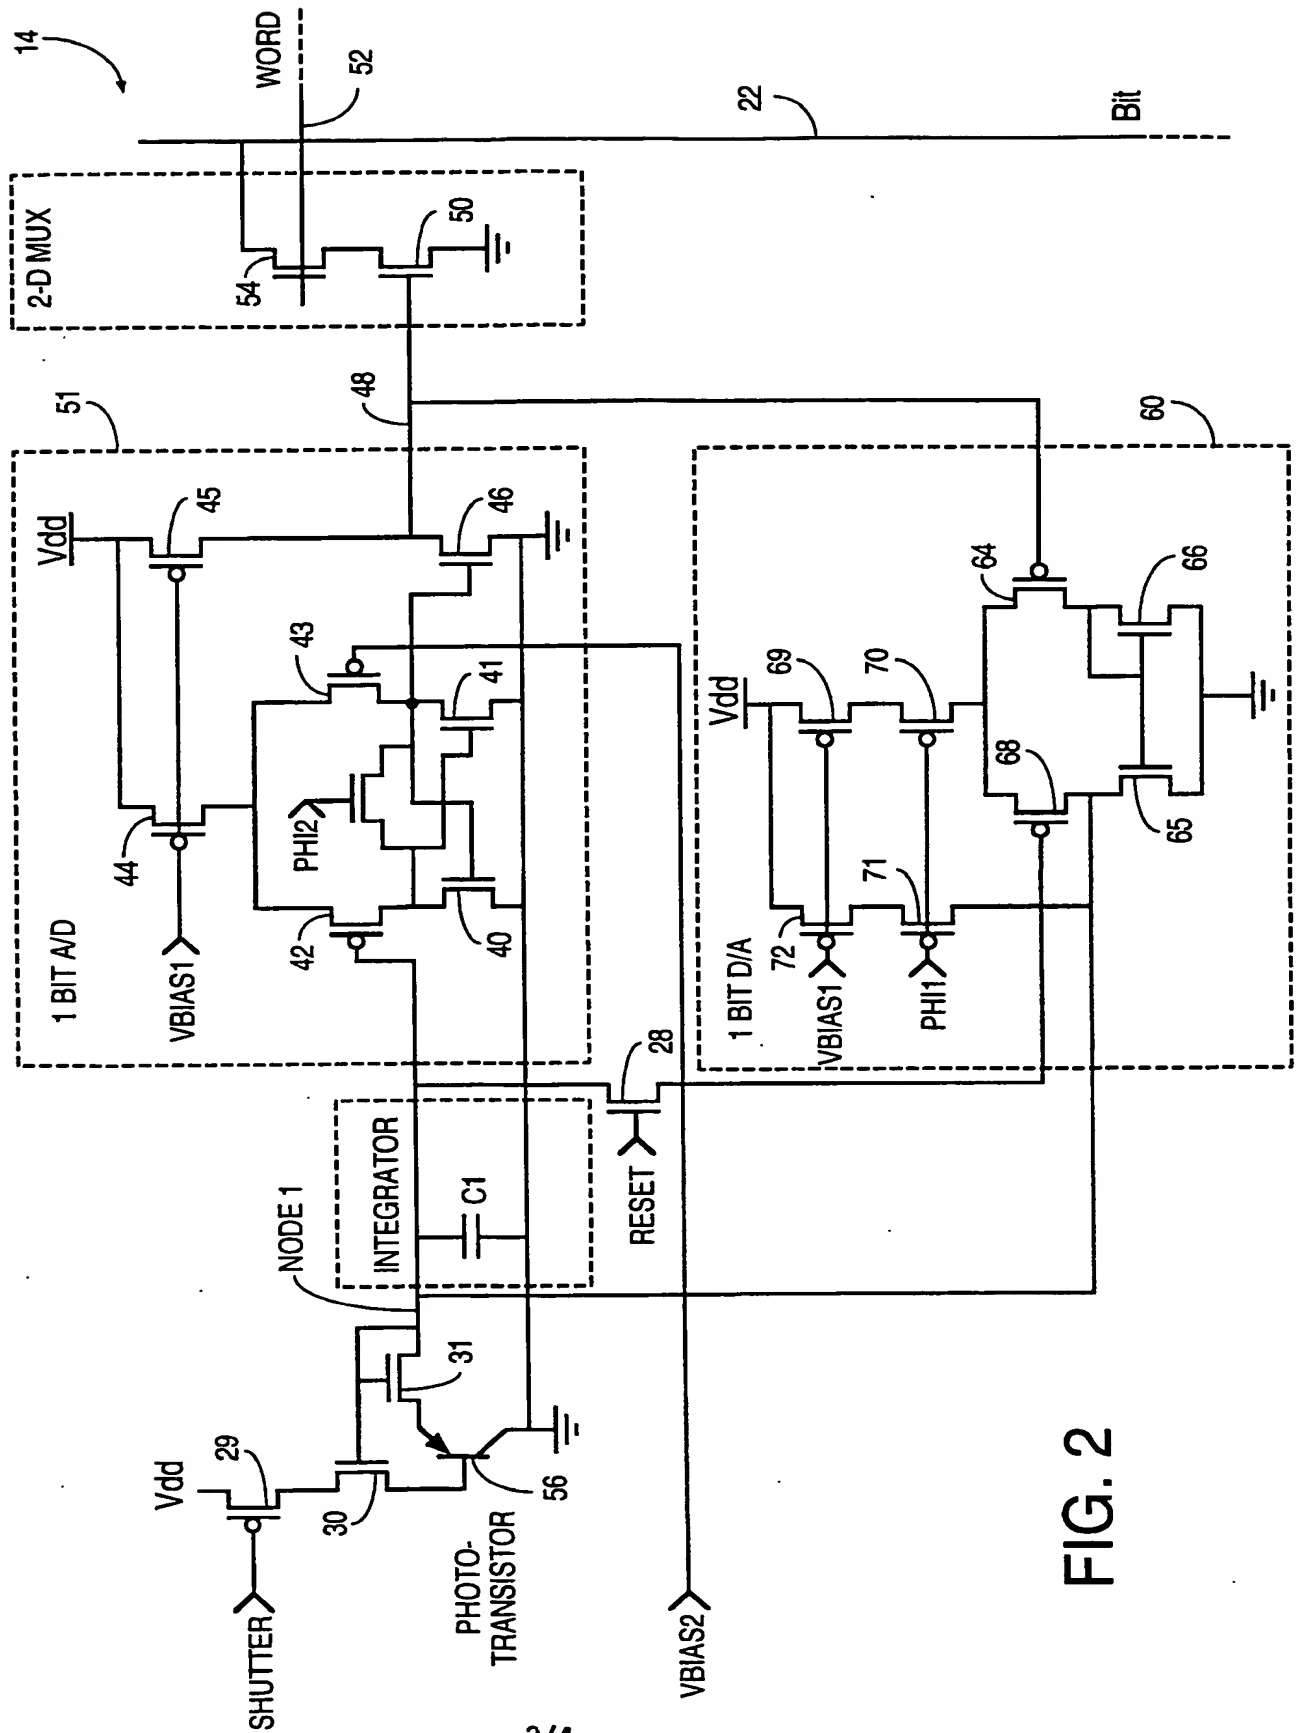 14
WORD
52
2-D MUX
54
50
22
Bit
51
48
1 BIT A/D
Vdd
45
44
VBIAS1
43
42
PHI2
41
40
46
NODE 1
INTEGRATOR
C1
RESET
28
SHUTTER
Vdd
29
30
31
56
PHOTO-
TRANSISTOR
VBIAS2
60
1 BIT D/A
Vdd
69
70
72
71
VBIAS1
PHI1
68
64
65
66
FIG. 2